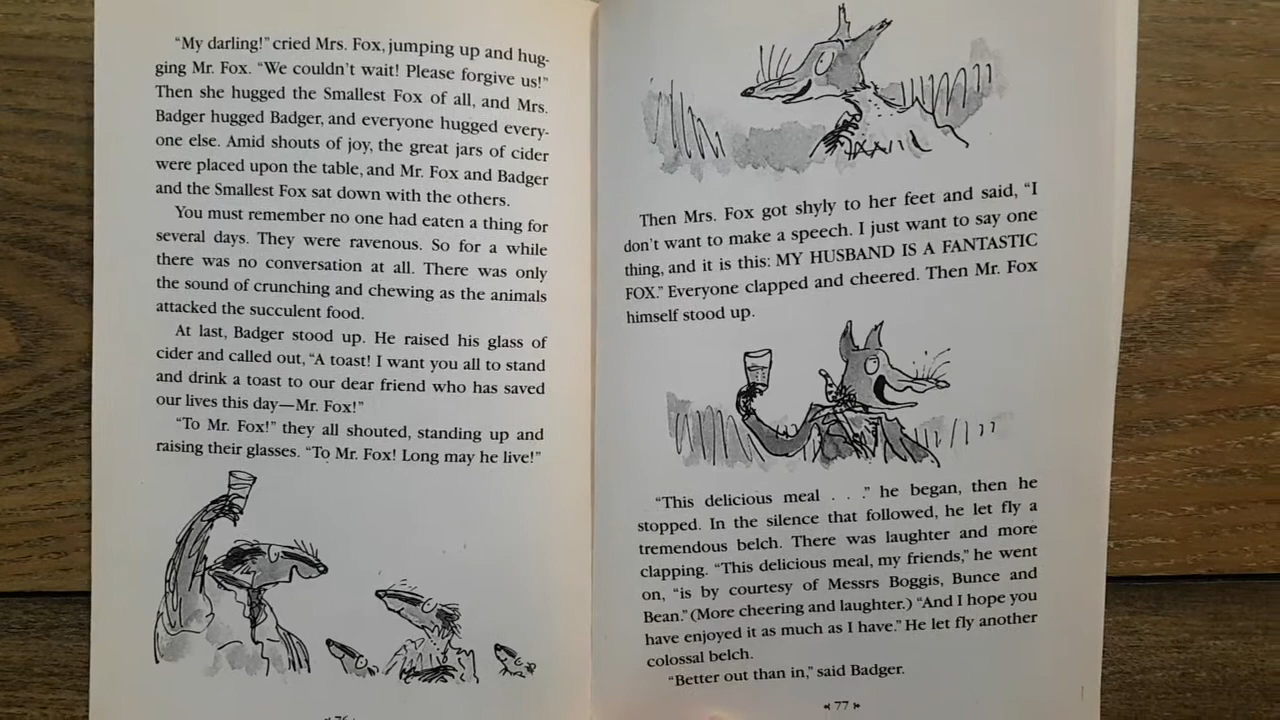 “My darling!” cried Mrs. Fox, jumping up and hug-
ging Mr. Fox. “We couldn’t wait! Please forgive us!”
Then she hugged the Smallest Fox of all, and Mrs.
Badger hugged Badger, and everyone hugged every-
one else. Amid shouts of joy, the great jars of cider
were placed upon the table, and Mr. Fox and Badger
and the Smallest Fox sat down with the others.
You must remember no one had eaten a thing for
several days. They were ravenous. So for a while
there was no conversation at all. There was only
the sound of crunching and chewing as the animals
attacked the succulent food.
At last, Badger stood up. He raised his glass of
cider and called out, “A toast! I want you all to stand
and drink a toast to our dear friend who has saved
our lives this day—Mr. Fox!”
“To Mr. Fox!” they all shouted, standing up and
raising their glasses. “To Mr. Fox! Long may he live!”
76
Then Mrs. Fox got shyly to her feet and said, “I
don’t want to make a speech. I just want to say one
thing, and it is this: MY HUSBAND IS A FANTASTIC
FOX.” Everyone clapped and cheered. Then Mr. Fox
himself stood up.
“This delicious meal . . .” he began, then he
stopped. In the silence that followed, he let fly a
tremendous belch. There was laughter and more
clapping. “This delicious meal, my friends,” he went
on, “is by courtesy of Messrs Boggis, Bunce and
Bean.” (More cheering and laughter.) “And I hope you
have enjoyed it as much as I have.” He let fly another
colossal belch.
“Better out than in,” said Badger.
77